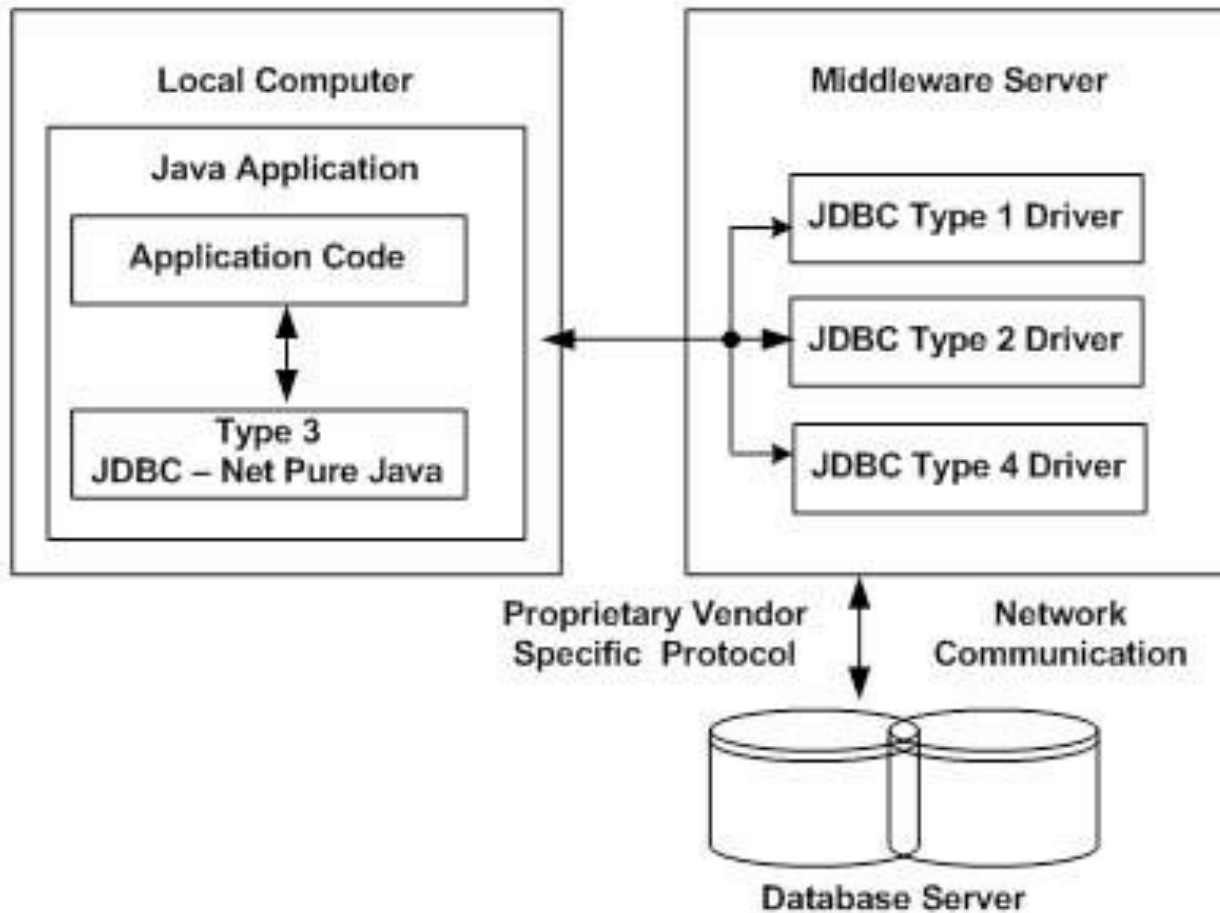 Local Computer
Java Application
Application Code
Type 3
JDBC – Net Pure Java
Middleware Server
JDBC Type 1 Driver
JDBC Type 2 Driver
JDBC Type 4 Driver
Proprietary Vendor
Specific Protocol
Network
Communication
Database Server